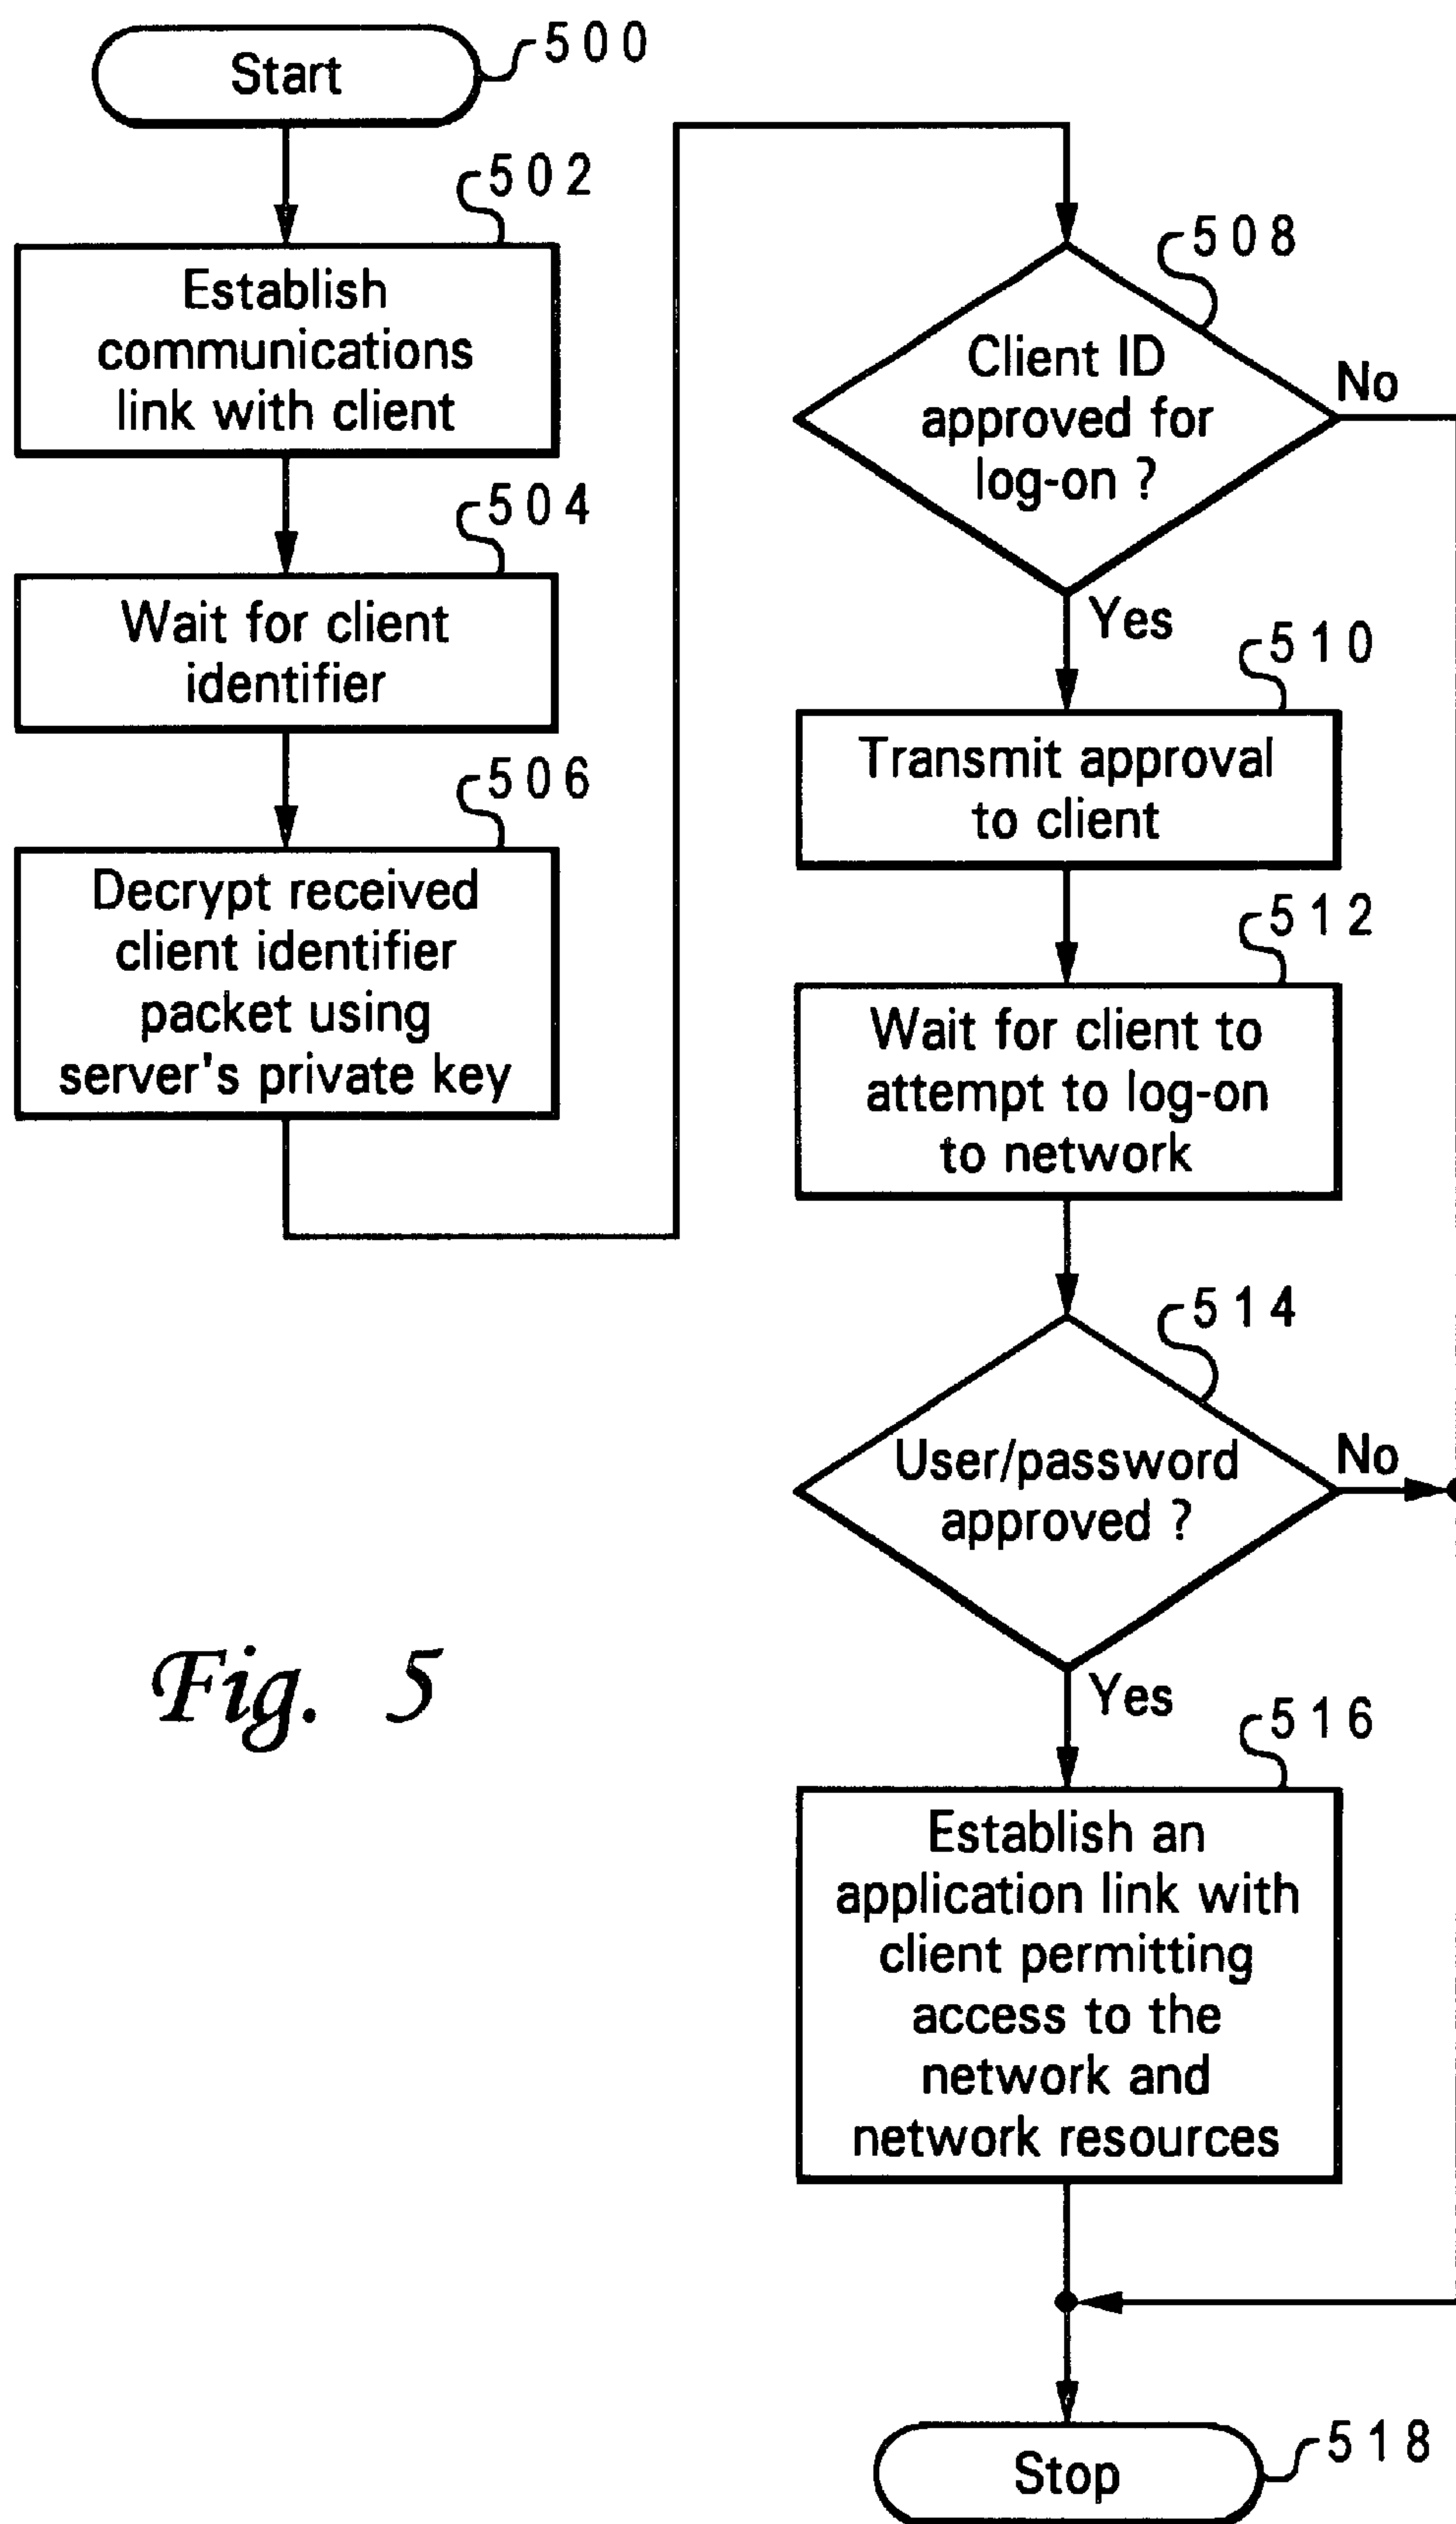 Start
500
502
Establish
communications
link with client
504
Wait for client
identifier
506
Decrypt received
client identifier
packet using
server's private key
508
Client ID
approved for
log-on ?
No
Yes
510
Transmit approval
to client
512
Wait for client to
attempt to log-on
to network
514
User/password
approved ?
No
Yes
516
Establish an
application link with
client permitting
access to the
network and
network resources
Stop
518
Fig. 5